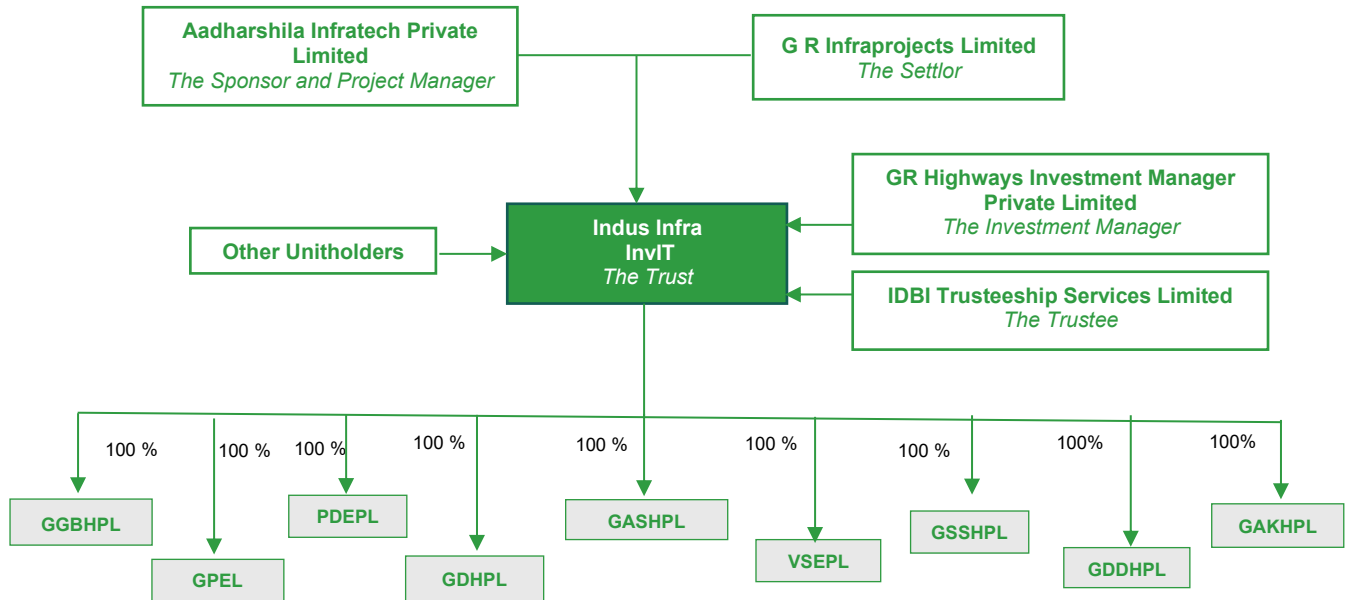 Aadharshila Infratech Private
Limited
The Sponsor and Project Manager
G R Infraprojects Limited
The Settlor
GR Highways Investment Manager
Private Limited
The Investment Manager
Indus Infra
InvIT
The Trust
Other Unitholders
IDBI Trusteeship Services Limited
The Trustee
100 %
100 %
100 %
100 %
100 %
100 %
100 %
100%
100%
GGBHPL
GPEL
PDEPL
GDHPL
GASHPL
VSEPL
GSSHPL
GDDHPL
GAKHPL